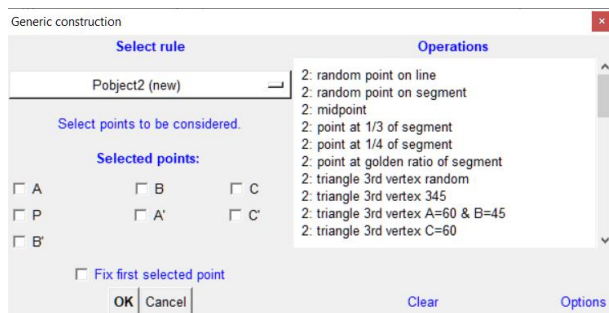 Generic construction
×
Select rule
Pobject2 (new)
Select points to be considered.
Selected points:
A B C
P A' C'
B'
Fix first selected point
OK Cancel
Operations
2: random point on line
2: random point on segment
2: midpoint
2: point at 1/3 of segment
2: point at 1/4 of segment
2: point at golden ratio of segment
2: triangle 3rd vertex random
2: triangle 3rd vertex 345
2: triangle 3rd vertex A=60 & B=45
2: triangle 3rd vertex C=60
Clear Options